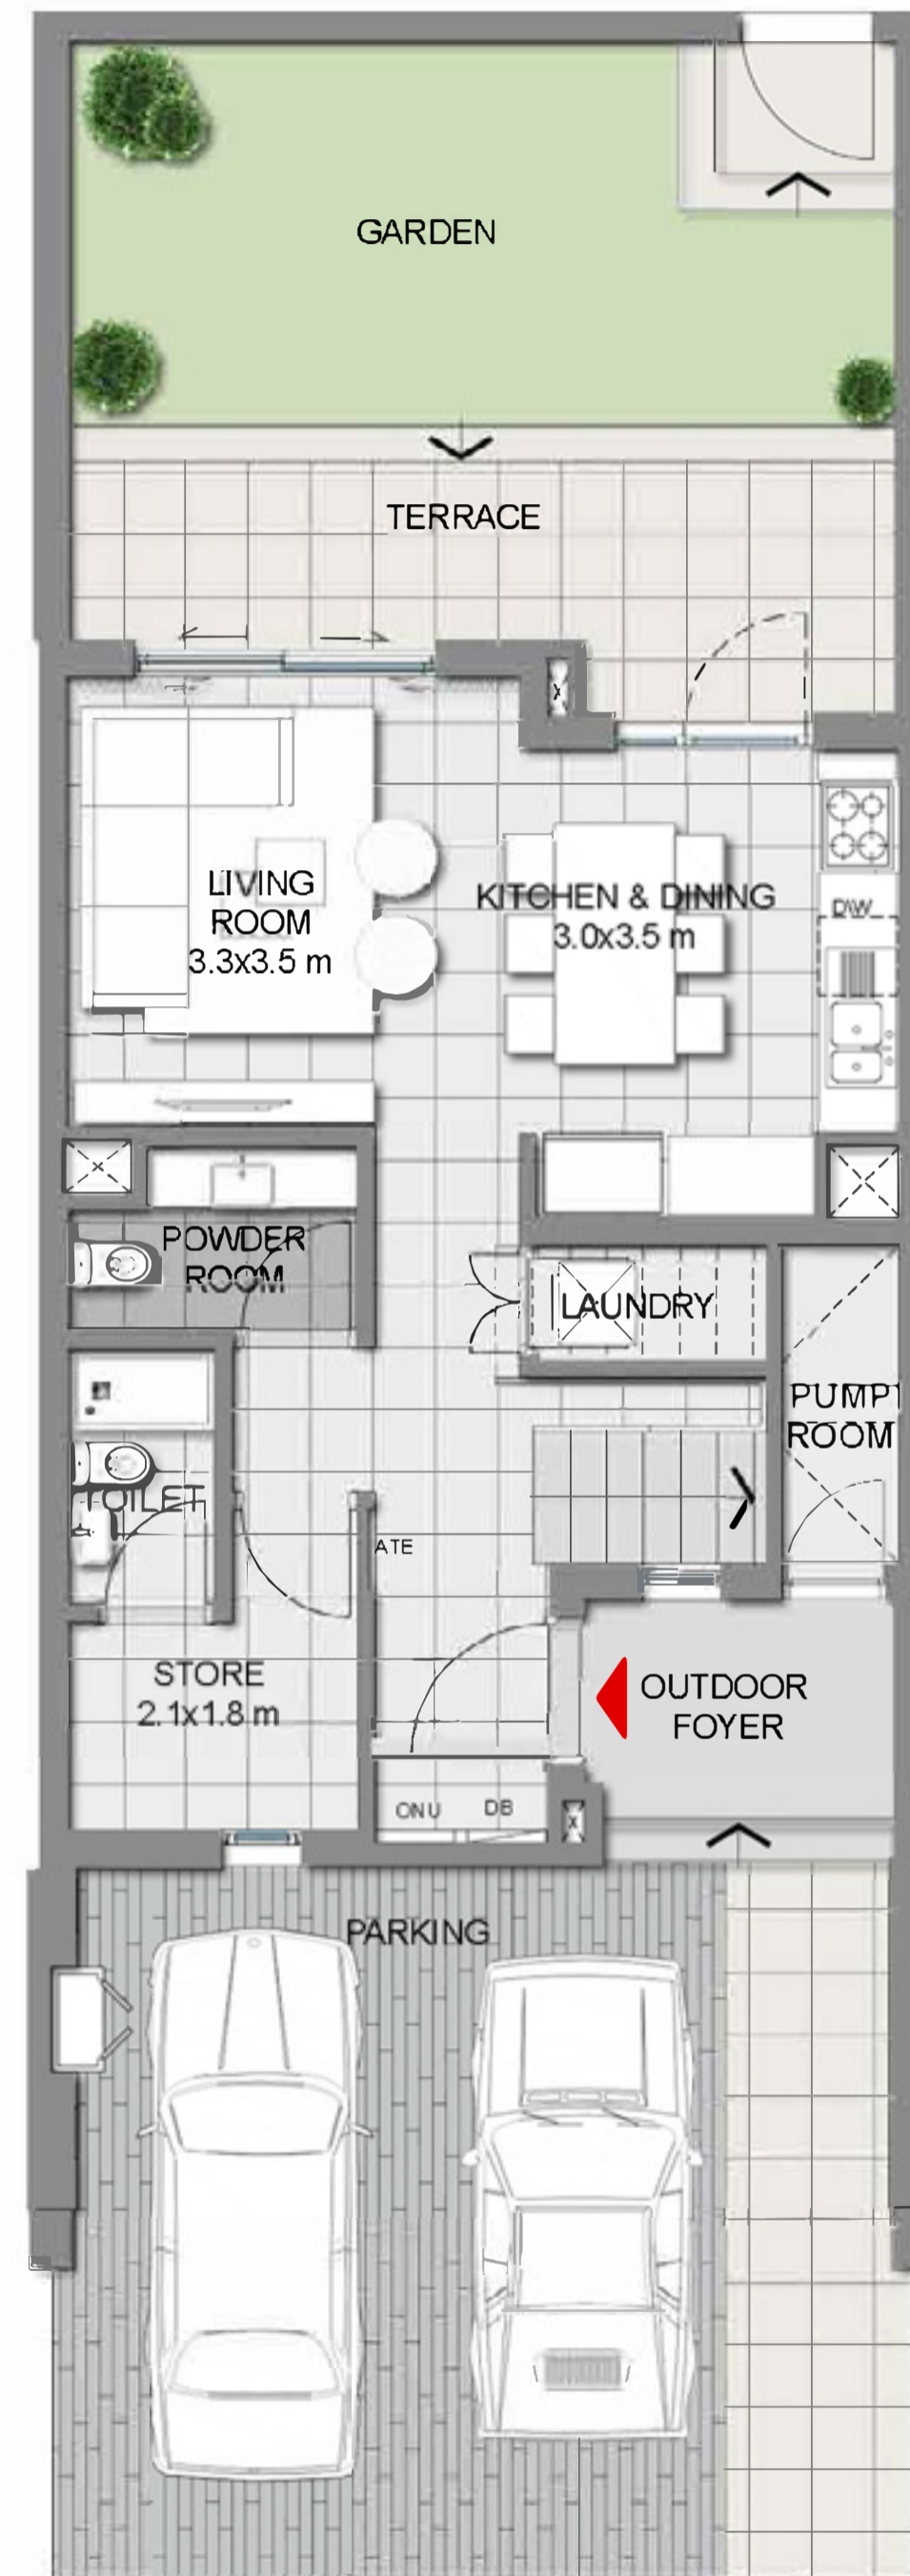 GARDEN
TERRACE
LIVING
ROOM
3.3x3.5 m
KITCHEN & DINING
3.0x3.5 m
DW
POWDER
ROOM
LAUNDRY
PUMP
ROOM
TOILET
ATE
STORE
2.1x1.8 m
OUTDOOR
FOYER
ONU
DB
PARKING